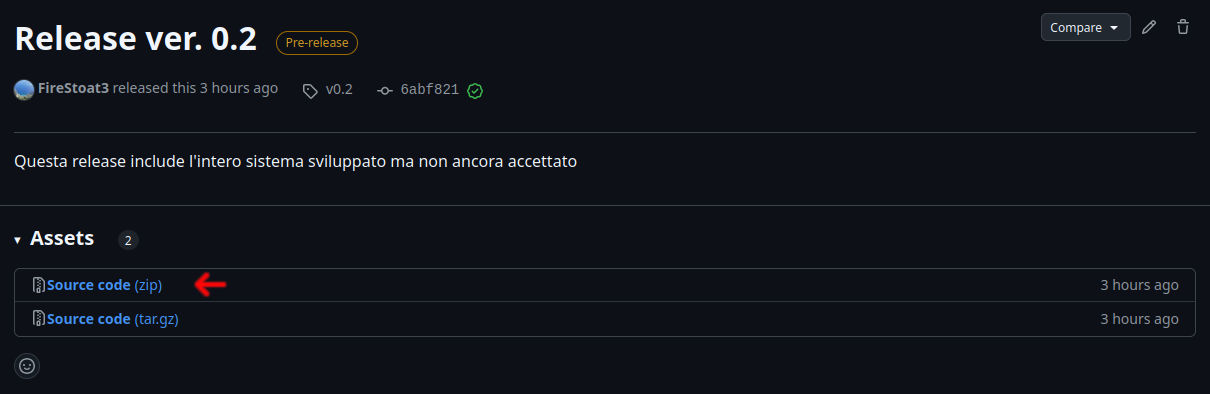 Release ver. 0.2 Pre-release Compare
FireStoat3 released this 3 hours ago v0.2 6abf821
Questa release include l'intero sistema sviluppato ma non ancora accettato
Assets 2
Source code (zip) 3 hours ago
Source code (tar.gz) 3 hours ago